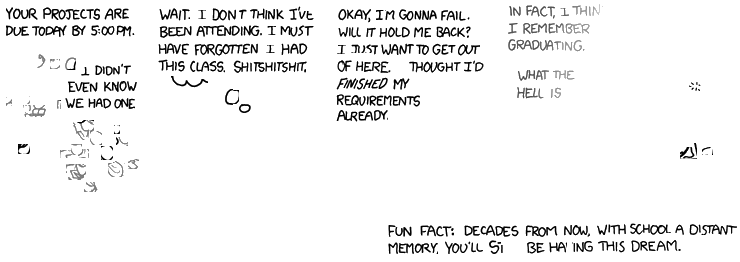 YOUR PROJECTS ARE
DUE TODAY BY 5:00 PM.
I DIDN'T
EVEN KNOW
WE HAD ONE
WAIT. I DON'T THINK I'VE
BEEN ATTENDING. I MUST
HAVE FORGOTTEN I HAD
THIS CLASS. SHITSHITSHIT.
OKAY, I'M GONNA FAIL.
WILL IT HOLD ME BACK?
I JUST WANT TO GET OUT
OF HERE. THOUGHT I'D
FINISHED MY
REQUIREMENTS
ALREADY.
IN FACT, I
I REMEMBER
GRADUATING.
WHAT THE
HELL IS
FUN FACT: DECADES FROM NOW, WITH SCHOOL A DISTANT
MEMORY, YOU'LL BE THIS DREAM.